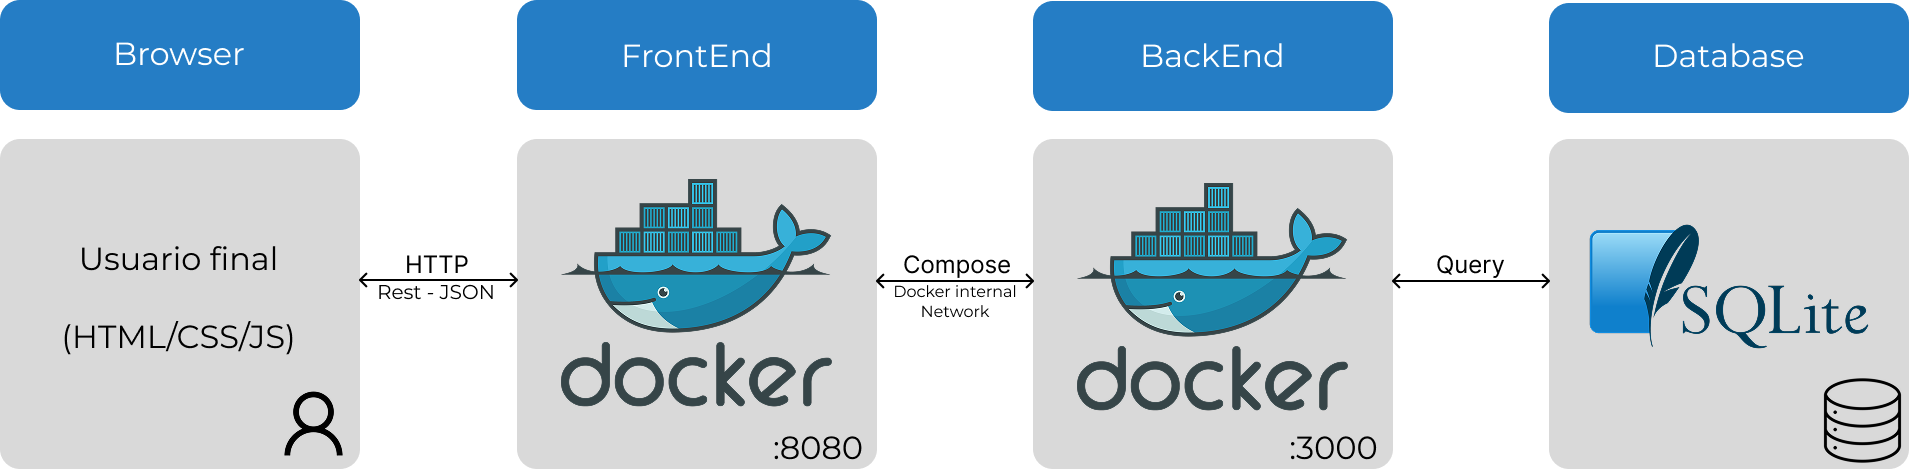 Browser
FrontEnd
BackEnd
Database
Usuario final
(HTML/CSS/JS)
HTTP
Rest - JSON
docker
:8080
Compose
Docker internal
Network
docker
:3000
Query
SQLite